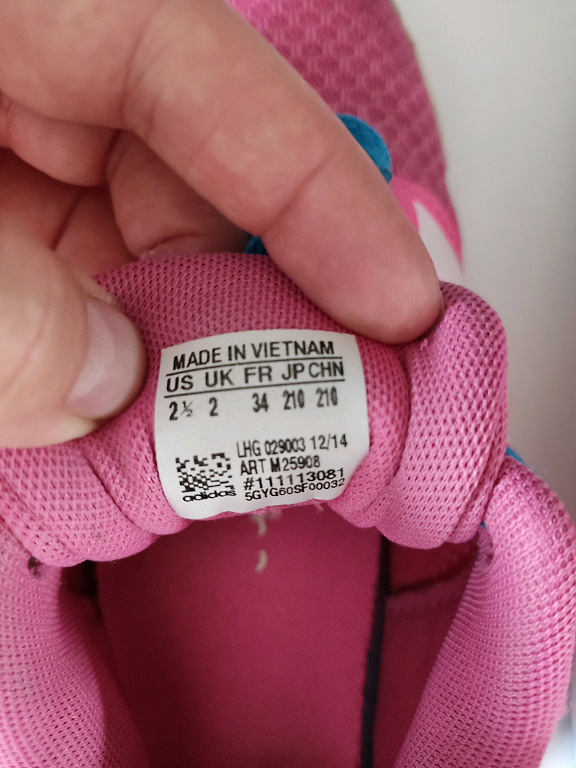 MADE IN VIETNAM
US UK FR JP CHN
2½ 2 34 210 210
LHG 029003 12/14
ART M25908
#111113081
adidas 5GYG60SF00032